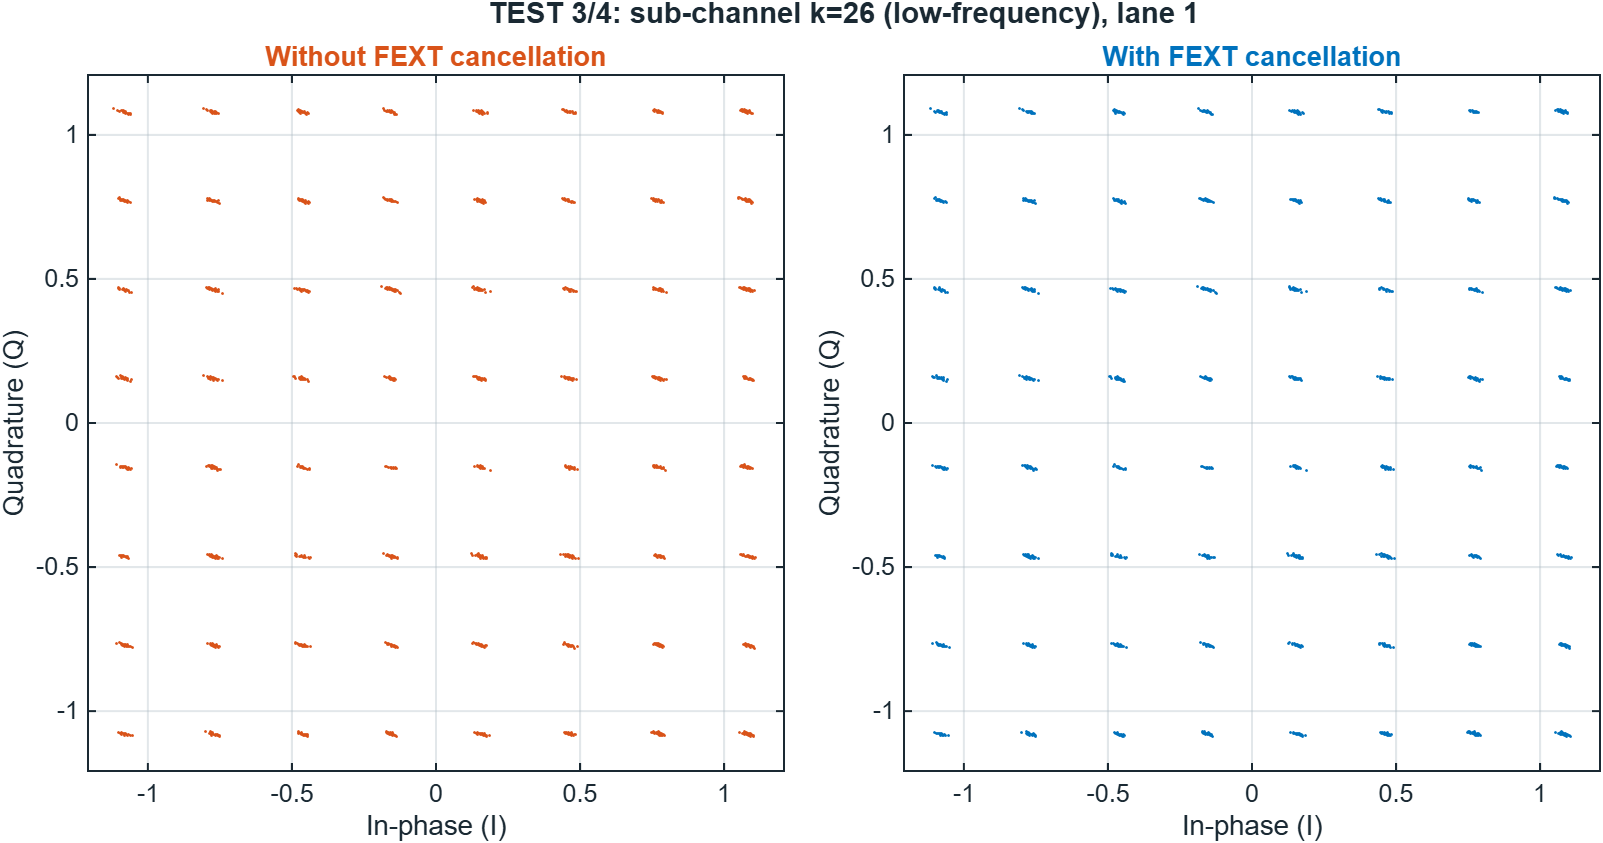 TEST 3/4: sub-channel k=26 (low-frequency), lane 1
Without FEXT cancellation
With FEXT cancellation
1
0.5
0
-0.5
-1
Quadrature (Q)
-1
-0.5
0
0.5
1
In-phase (I)
1
0.5
0
-0.5
-1
Quadrature (Q)
-1
-0.5
0
0.5
1
In-phase (I)